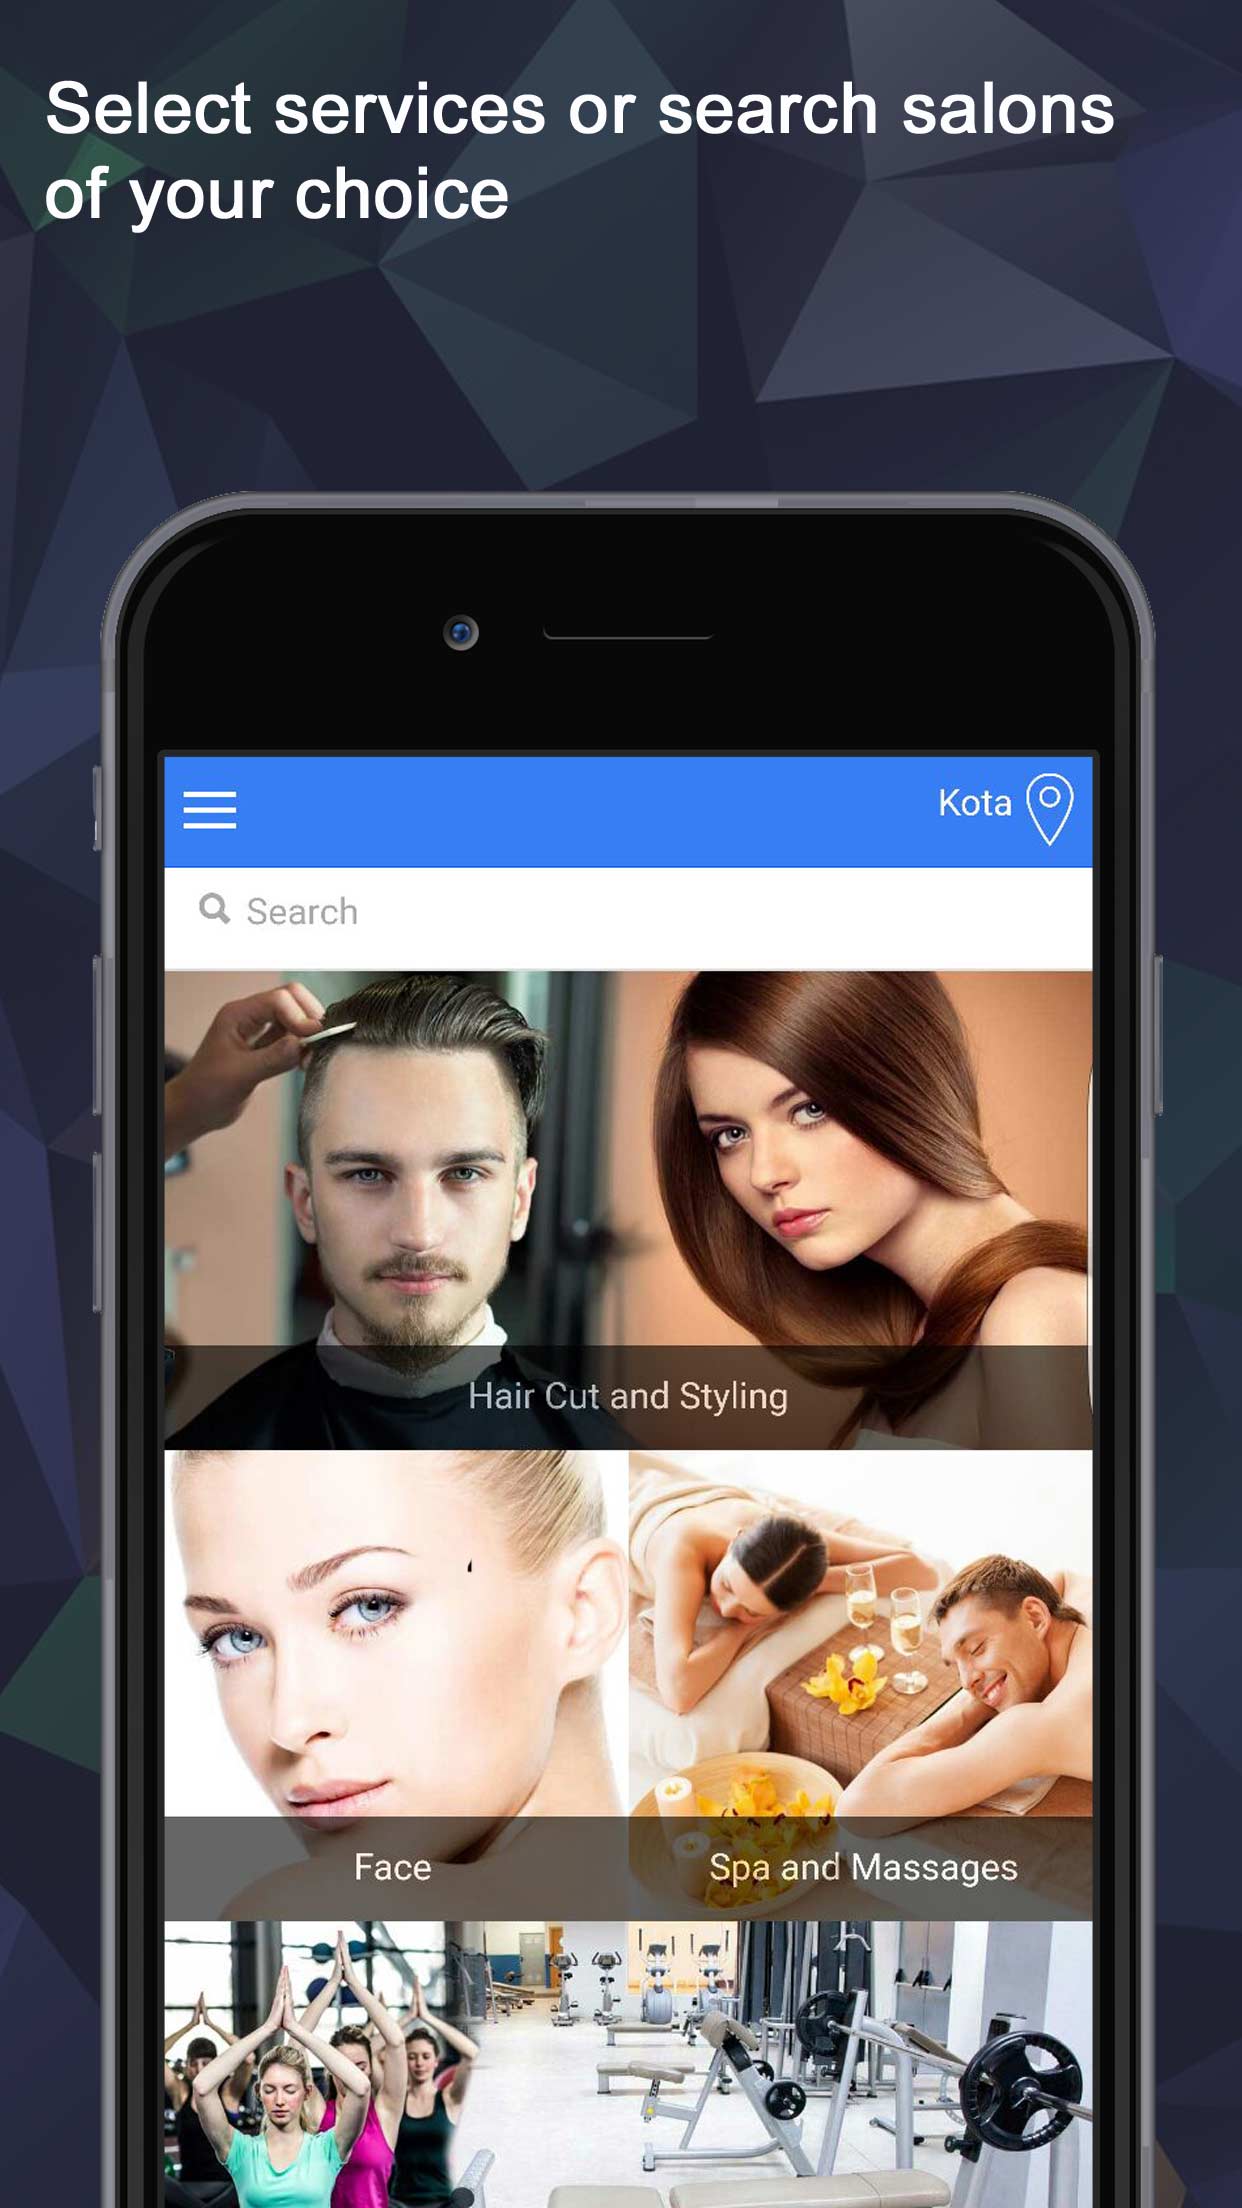 Select services or search salons
of your choice
Kota
Search
Hair Cut and Styling
Face
Spa and Massages